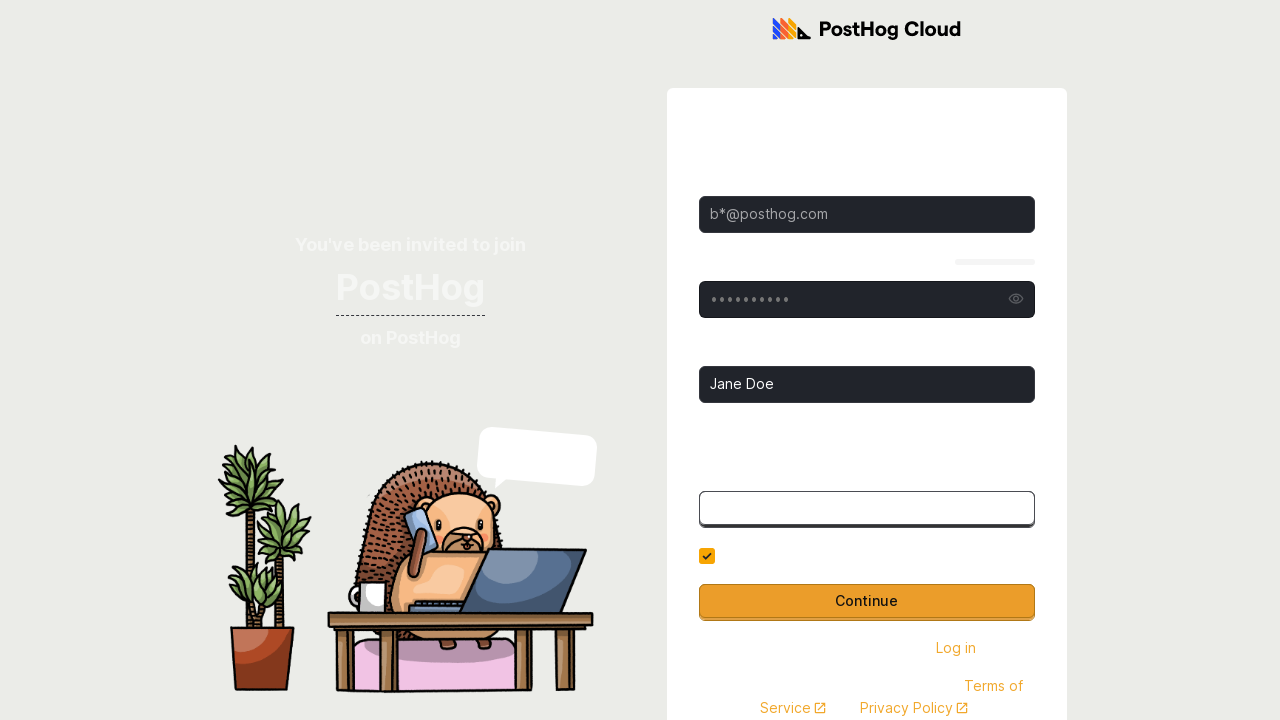 PostHog Cloud
You've been invited to join
PostHog
on PostHog
b*@posthog.com
••••••••••
Jane Doe
Continue
Log in
Terms of
Service
Privacy Policy